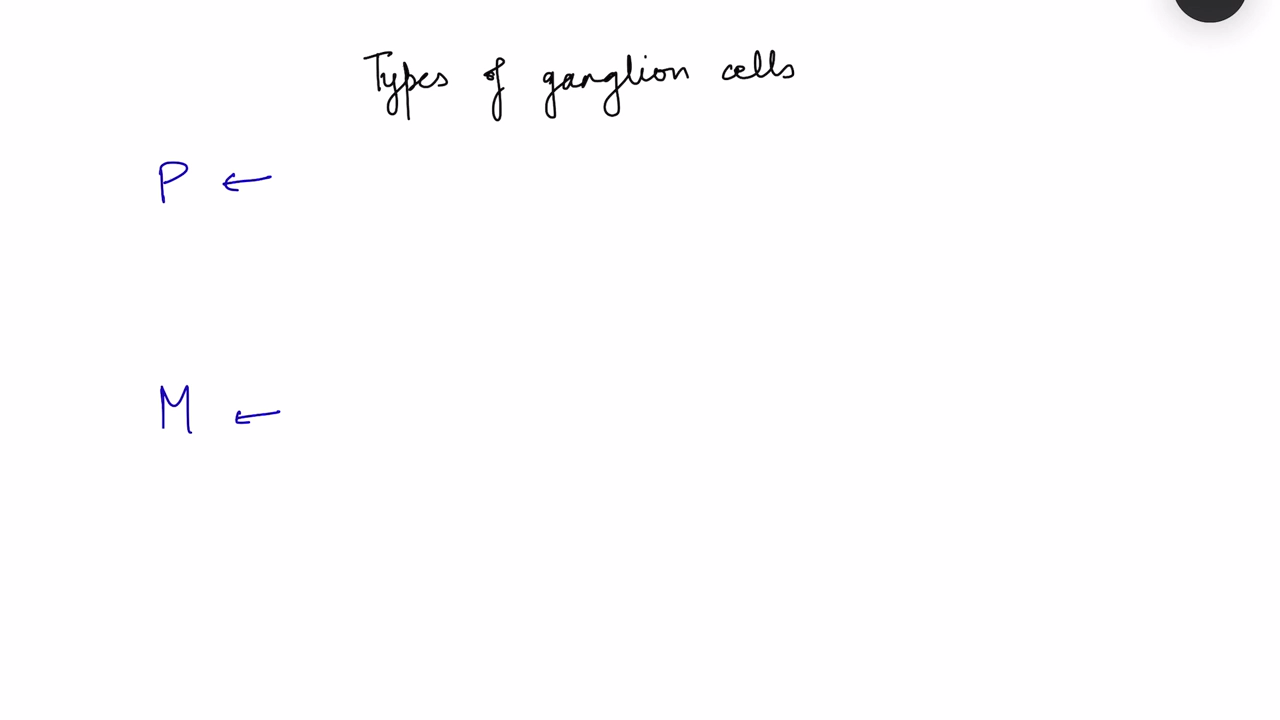 Types of ganglion cells
P ←
M ←